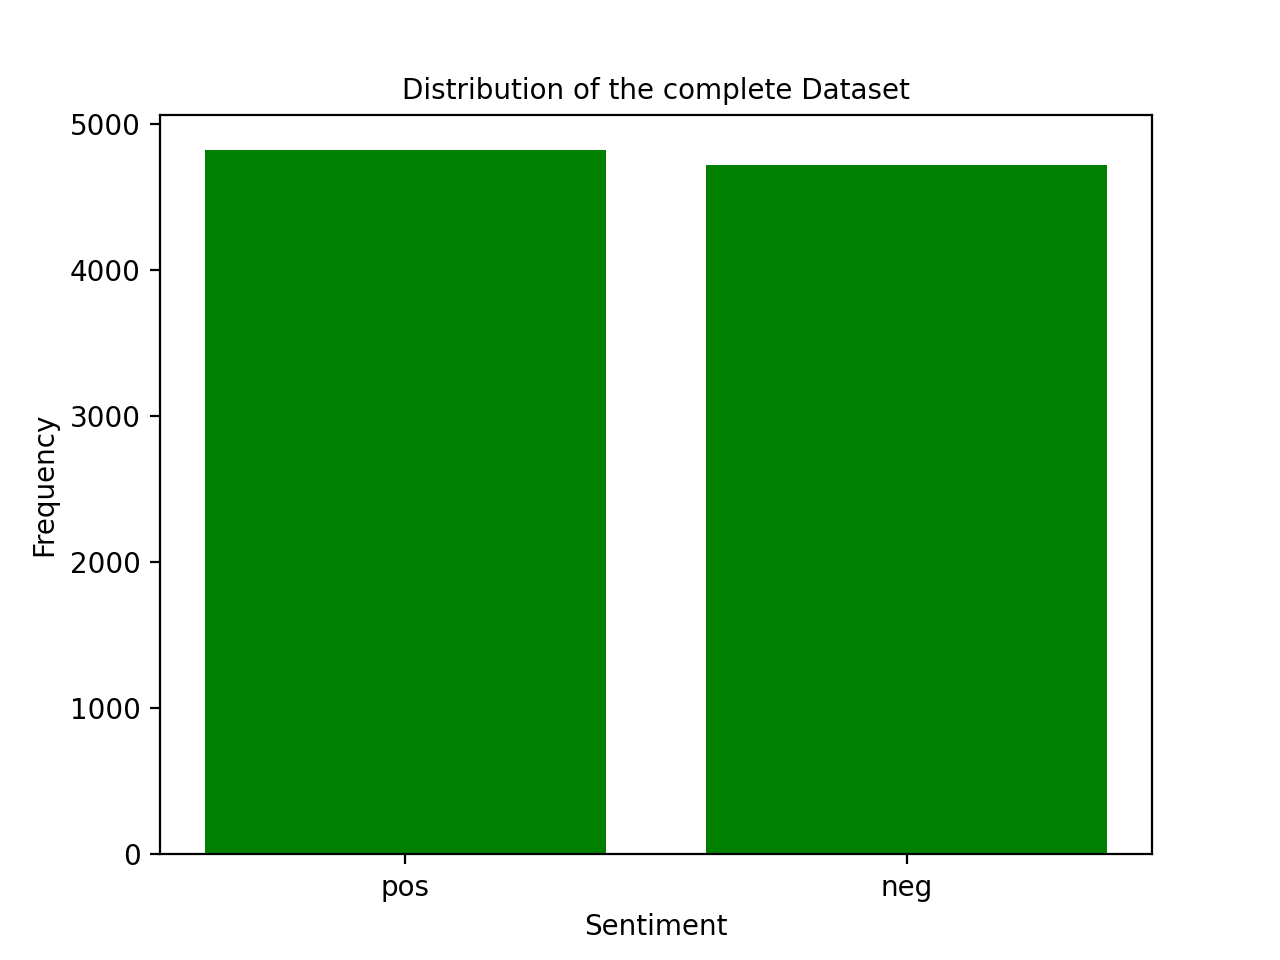 Distribution of the complete Dataset
5000
4000
3000
2000
1000
0
Frequency
pos
neg
Sentiment